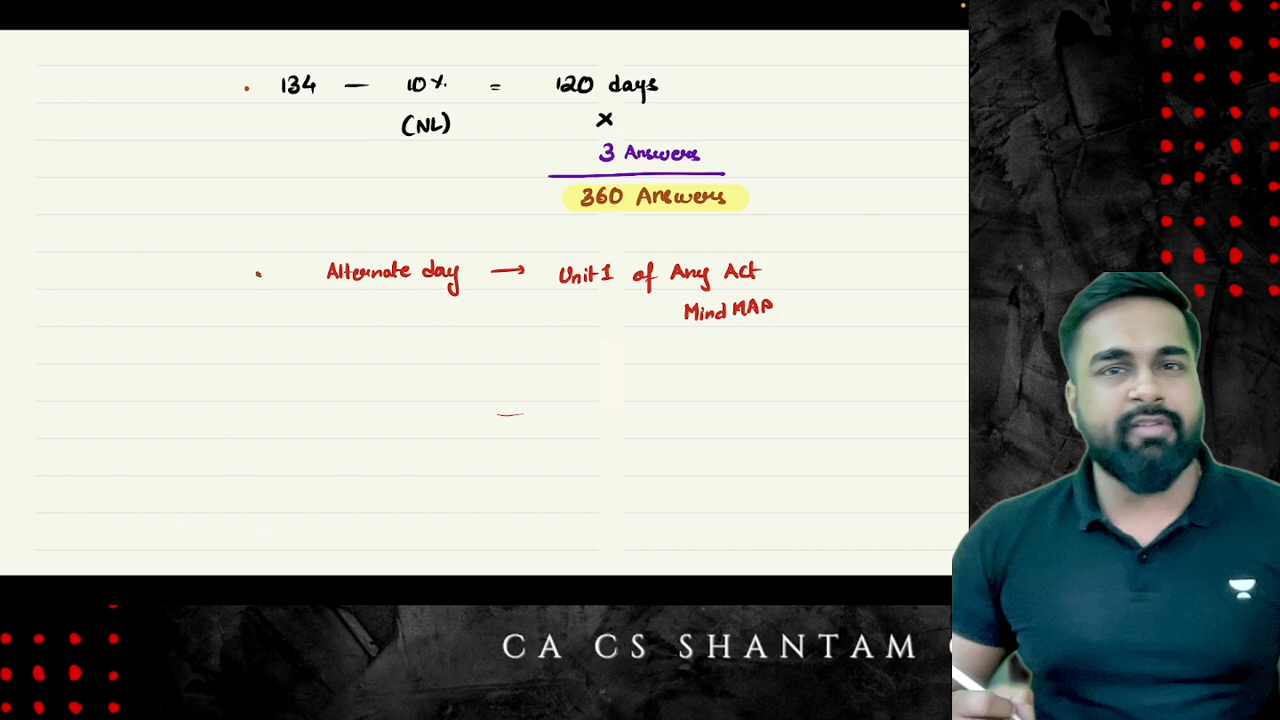 134 — 10% = 120 days
(NL) ×
3 Answers
360 Answers
Alternate day → Unit 1 of Any Act
Mind MAP
CA CS SHANTAM